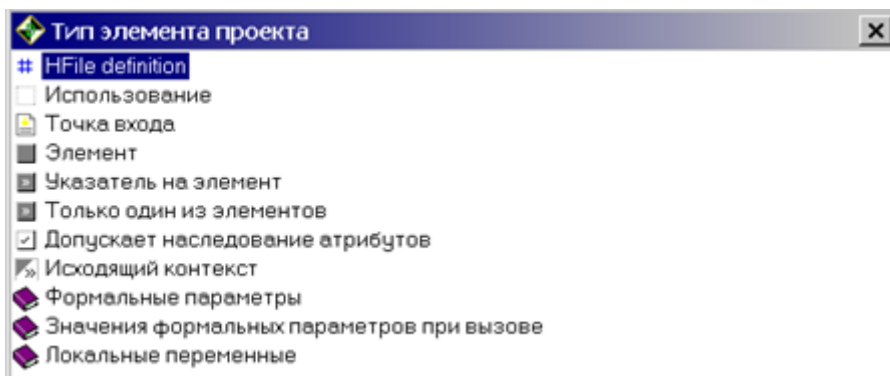 Тип элемента проекта
HFile definition
Использование
Точка входа
Элемент
Указатель на элемент
Только один из элементов
Допускает наследование атрибутов
Исходящий контекст
Формальные параметры
Значения формальных параметров при вызове
Локальные переменные